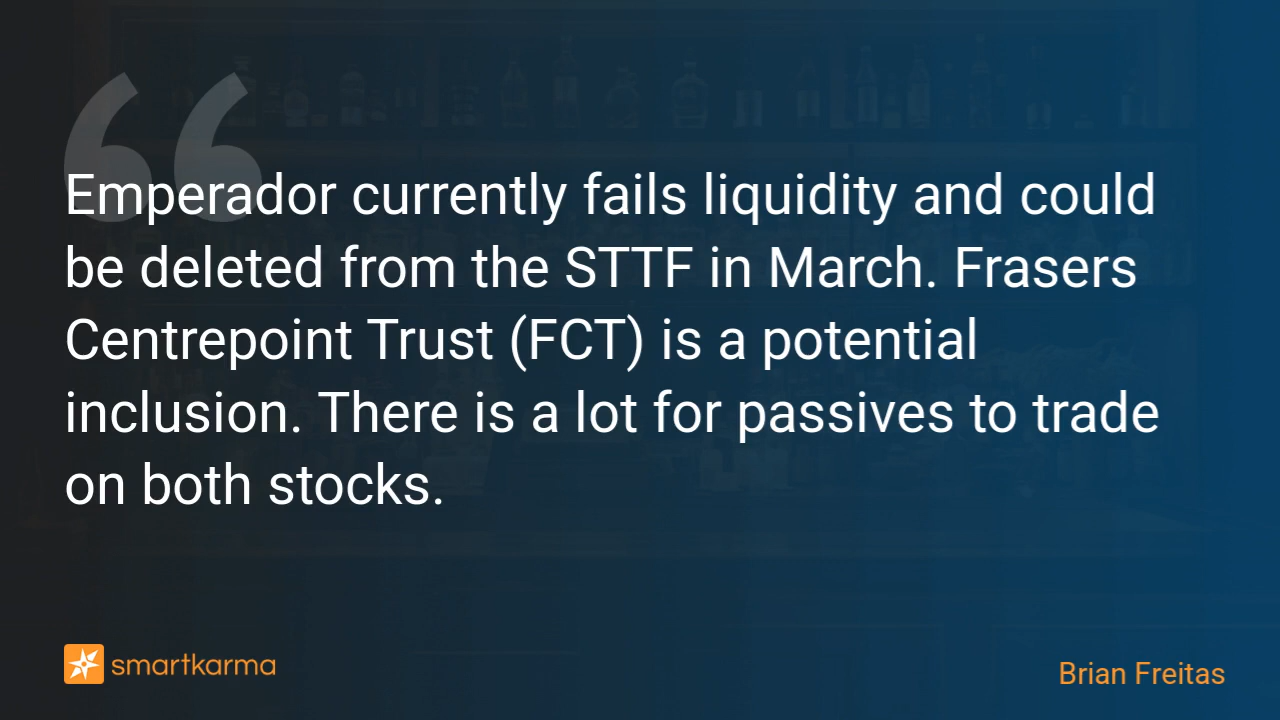 “
Emperador currently fails liquidity and could
be deleted from the STTF in March. Frasers
Centrepoint Trust (FCT) is a potential
inclusion. There is a lot for passives to trade
on both stocks.
smartkarma
Brian Freitas